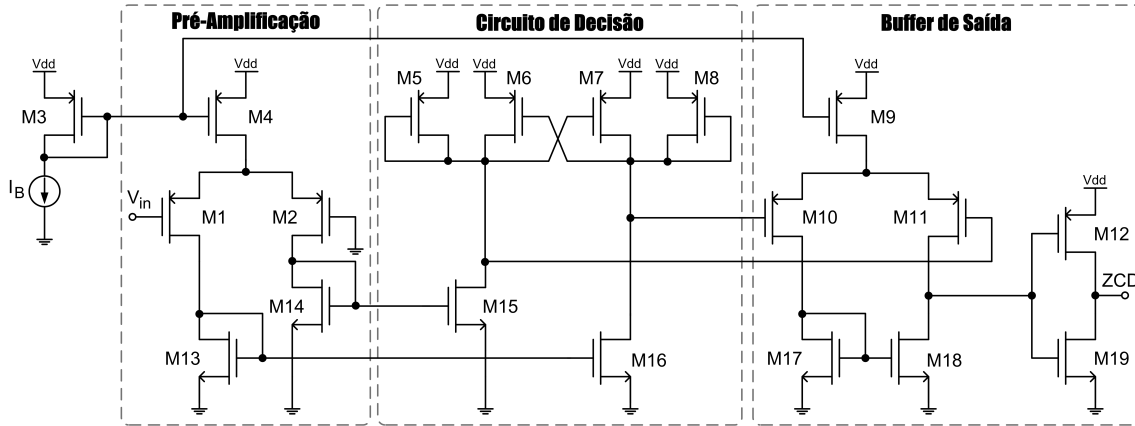 Pré-Amplificação
Circuito de Decisão
Buffer de Saída
Vdd
Vdd
Vdd
Vdd
Vdd
Vdd
Vdd
M5
M6
M7
M8
M3
M4
M9
I_B
V_in
M1
M2
M10
M11
Vdd
M12
ZCD
M14
M15
M13
M16
M17
M18
M19